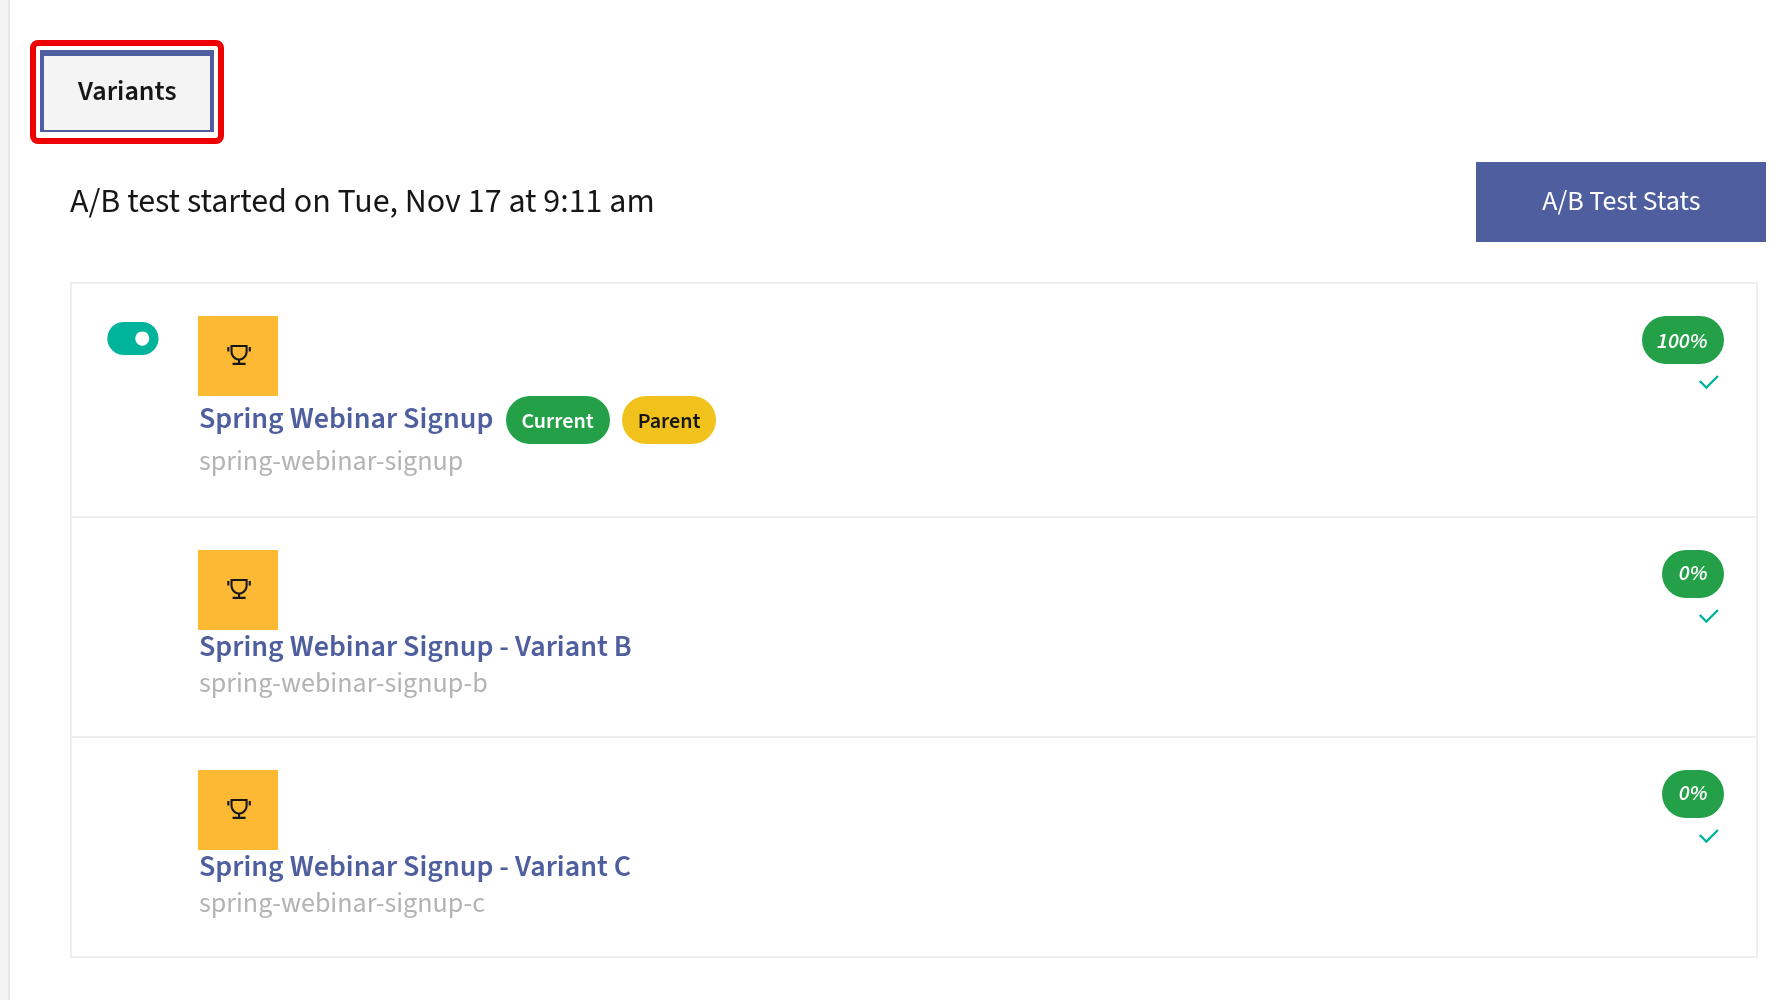 Variants
A/B test started on Tue, Nov 17 at 9:11 am
A/B Test Stats
100%
Spring Webinar Signup Current Parent
spring-webinar-signup
0%
Spring Webinar Signup - Variant B
spring-webinar-signup-b
0%
Spring Webinar Signup - Variant C
spring-webinar-signup-c